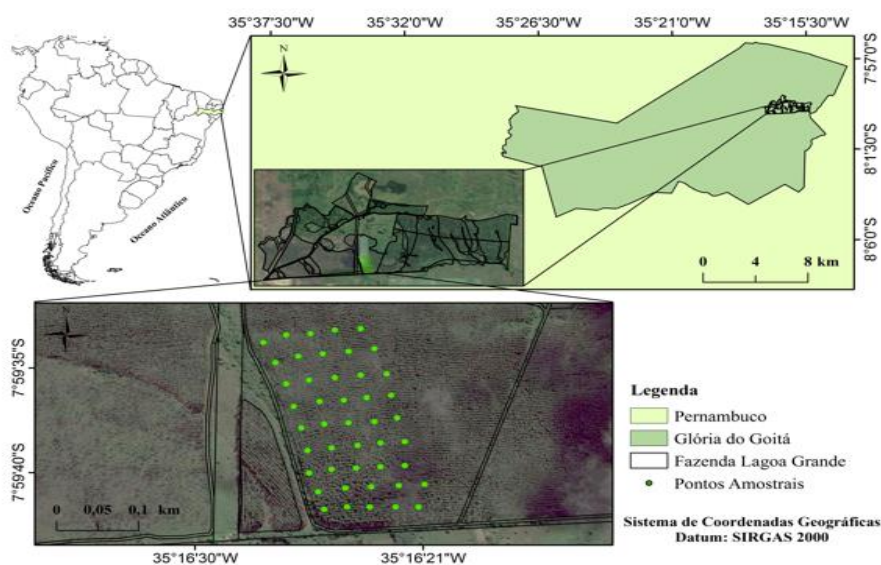 35°37'30"W 35°32'0"W 35°26'30"W 35°21'0"W 35°15'30"W
N
7°57'0"S
8°1'30"S
8°6'0"S
Oceano Pacífico
Oceano Atlântico
0 4 8 km
N
7°59'35"S
7°59'40"S
0 0,05 0,1 km
35°16'30"W 35°16'21"W
Legenda
Pernambuco
Glória do Goitá
Fazenda Lagoa Grande
Pontos Amostrais
Sistema de Coordenadas Geográficas
Datum: SIRGAS 2000